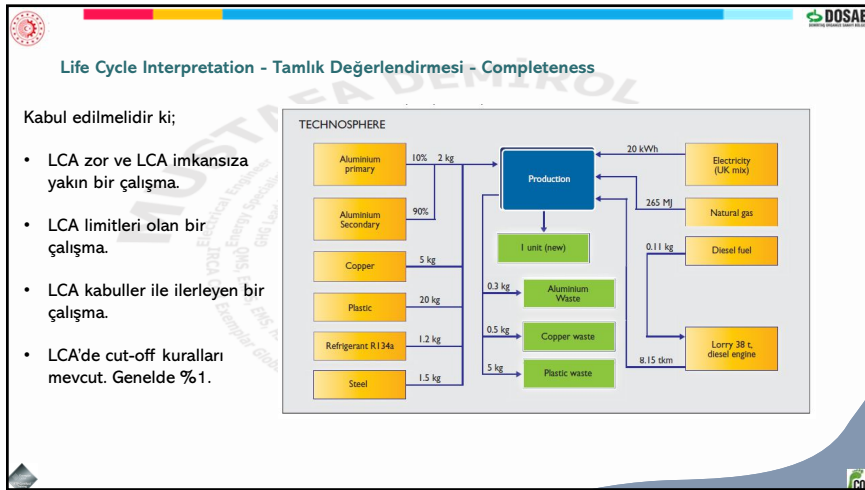 DOSAB
Life Cycle Interpretation - Tamlık Değerlendirmesi - Completeness
MUSTAFA DEMİROL
Kabul edilmelidir ki;
• LCA zor ve LCA imkansıza
yakın bir çalışma.
• LCA limitleri olan bir
çalışma.
• LCA kabuller ile ilerleyen bir
çalışma.
• LCA’de cut-off kuralları
mevcut. Genelde %1.
TECHNOSPHERE
Aluminium
primary
10% 2 kg
Aluminium
Secondary
90%
Copper
5 kg
Plastic
20 kg
Refrigerant R134a
1.2 kg
Steel
1.5 kg
Production
1 unit (new)
0.3 kg
Aluminium
Waste
0.5 kg
Copper waste
5 kg
Plastic waste
20 kWh
Electricity
(UK mix)
265 MJ
Natural gas
0.11 kg
Diesel fuel
Lorry 38 t,
diesel engine
8.15 tkm